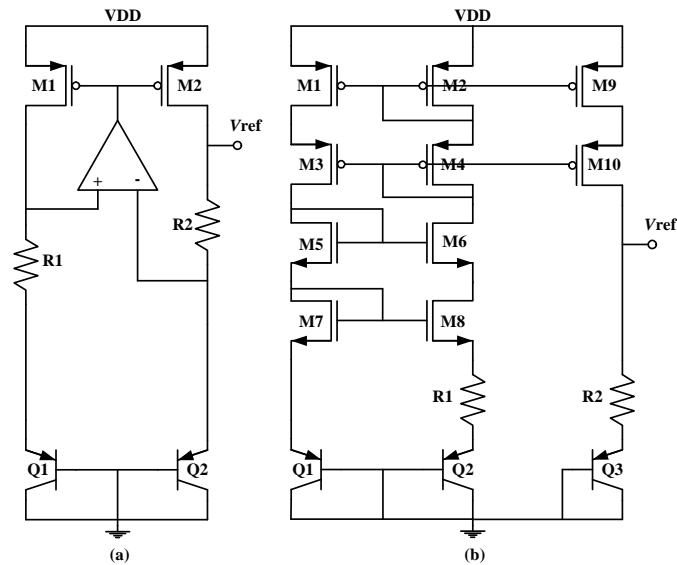 VDD
VDD
M1
M2
M1
M2
M9
Vref
M3
M4
M10
+
-
R2
Vref
R1
M5
M6
M7
M8
R1
R2
Q1
Q2
Q1
Q2
Q3
(a)
(b)